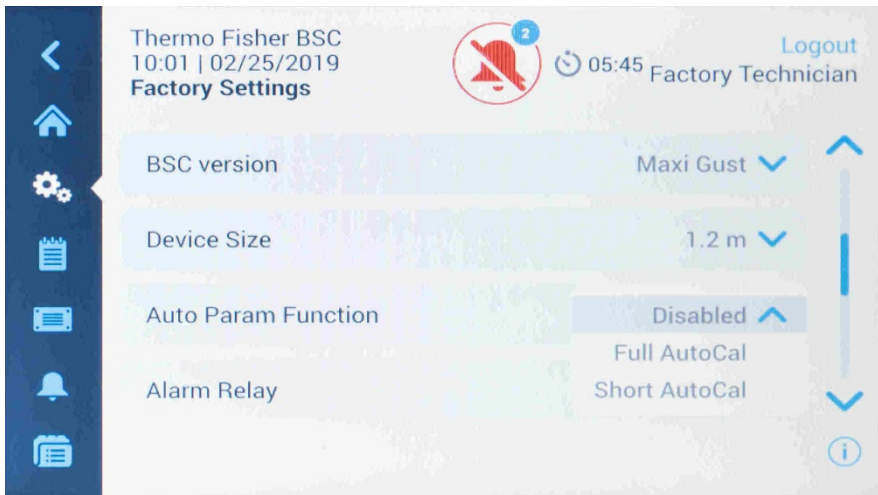 Thermo Fisher BSC
10:01 | 02/25/2019
Factory Settings
2
05:45
Logout
Factory Technician
BSC version
Maxi Gust
Device Size
1.2 m
Auto Param Function
Disabled
Full AutoCal
Short AutoCal
Alarm Relay
i